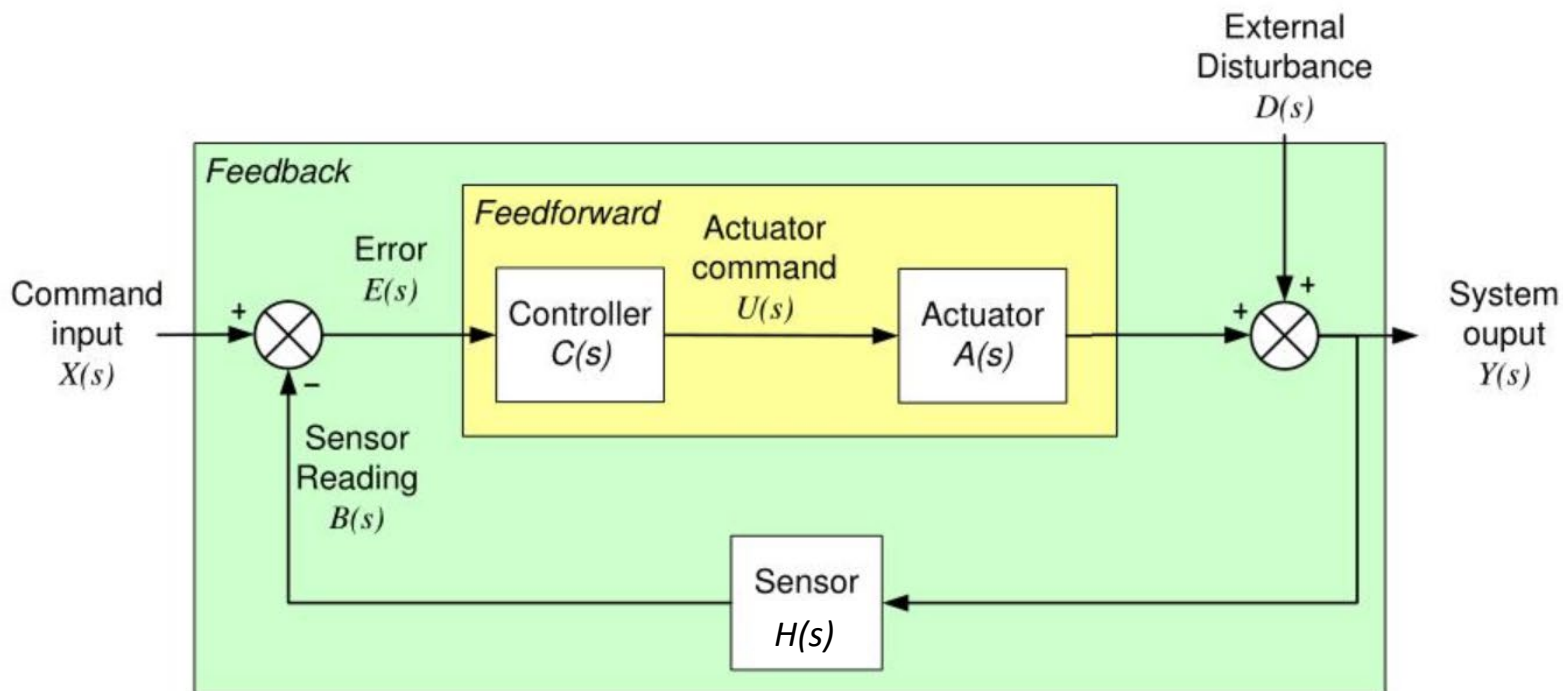 External
Disturbance
D(s)
Feedback
Feedforward
Error
E(s)
Actuator
command
U(s)
Command
input
X(s)
+
Controller
C(s)
Actuator
A(s)
+
+
System
ouput
Y(s)
–
Sensor
Reading
B(s)
Sensor
H(s)